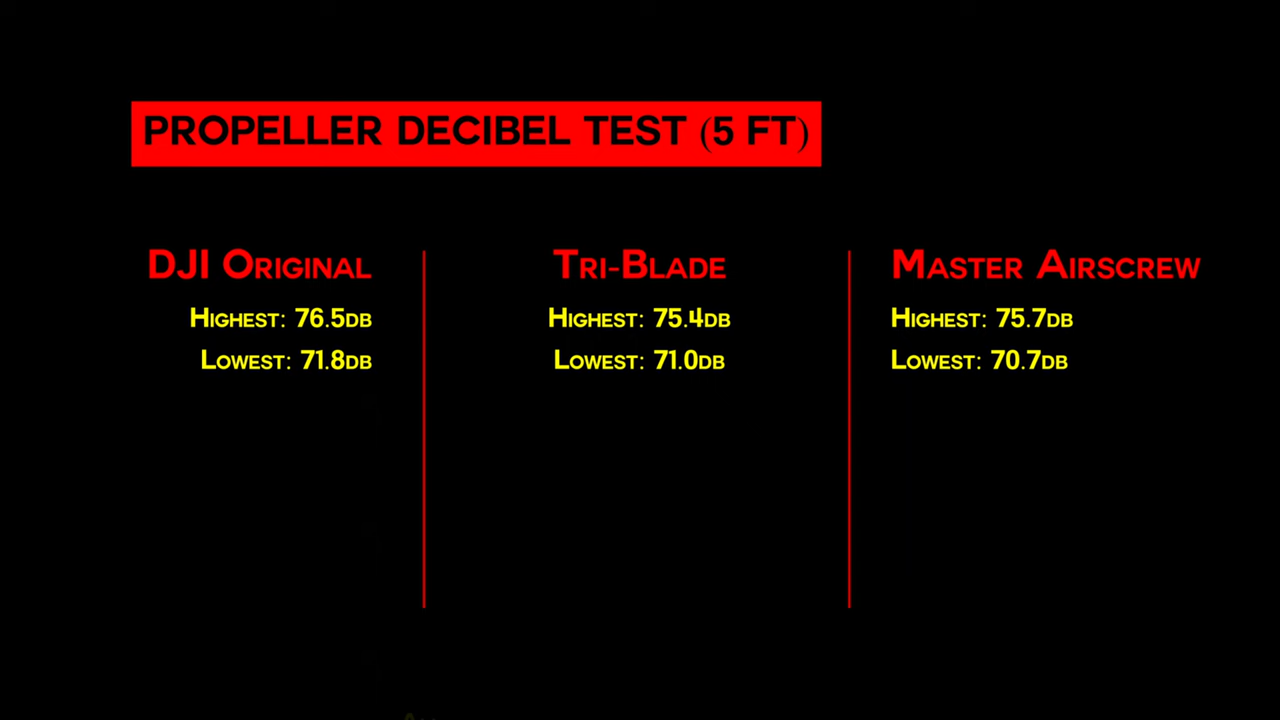 PROPELLER DECIBEL TEST (5 FT)
DJI Original
Highest: 76.5dB
Lowest: 71.8dB
Tri-Blade
Highest: 75.4dB
Lowest: 71.0dB
Master Airscrew
Highest: 75.7dB
Lowest: 70.7dB